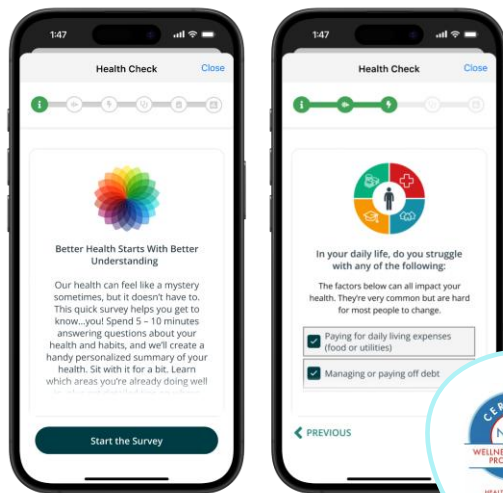 1:47
Health Check
Close
Better Health Starts With Better
Understanding
Our health can feel like a mystery
sometimes, but it doesn't have to.
This quick survey helps you get to
know...you! Spend 5 – 10 minutes
answering questions about your
health and habits, and we'll create a
handy personalized summary of your
health. Sit with it for a bit. Learn
which areas you're already doing well
Start the Survey
1:47
Health Check
Close
In your daily life, do you struggle
with any of the following:
The factors below can all impact your
health. They're very common but are hard
for most people to change.
Paying for daily living expenses
(food or utilities)
Managing or paying off debt
PREVIOUS